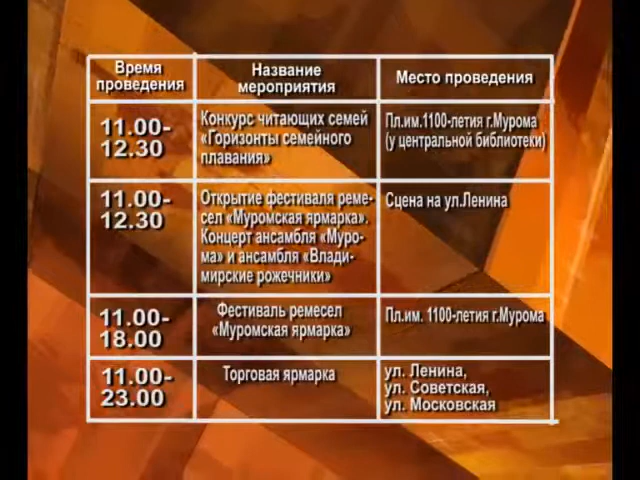 Время
проведения
Название
мероприятия
Место проведения
11.00-
12.30
Конкурс читающих семей
«Горизонты семейного
плавания»
Пл.им.1100-летия г.Мурома
(у центральной библиотеки)
11.00-
12.30
Открытие фестиваля реме-
сел «Муромская ярмарка».
Концерт ансамбля «Муро-
ма» и ансамбля «Влади-
мирские рожечники»
Сцена на ул.Ленина
11.00-
18.00
Фестиваль ремесел
«Муромская ярмарка»
Пл.им. 1100-летия г.Мурома
11.00-
23.00
Торговая ярмарка
ул. Ленина,
ул. Советская,
ул. Московская